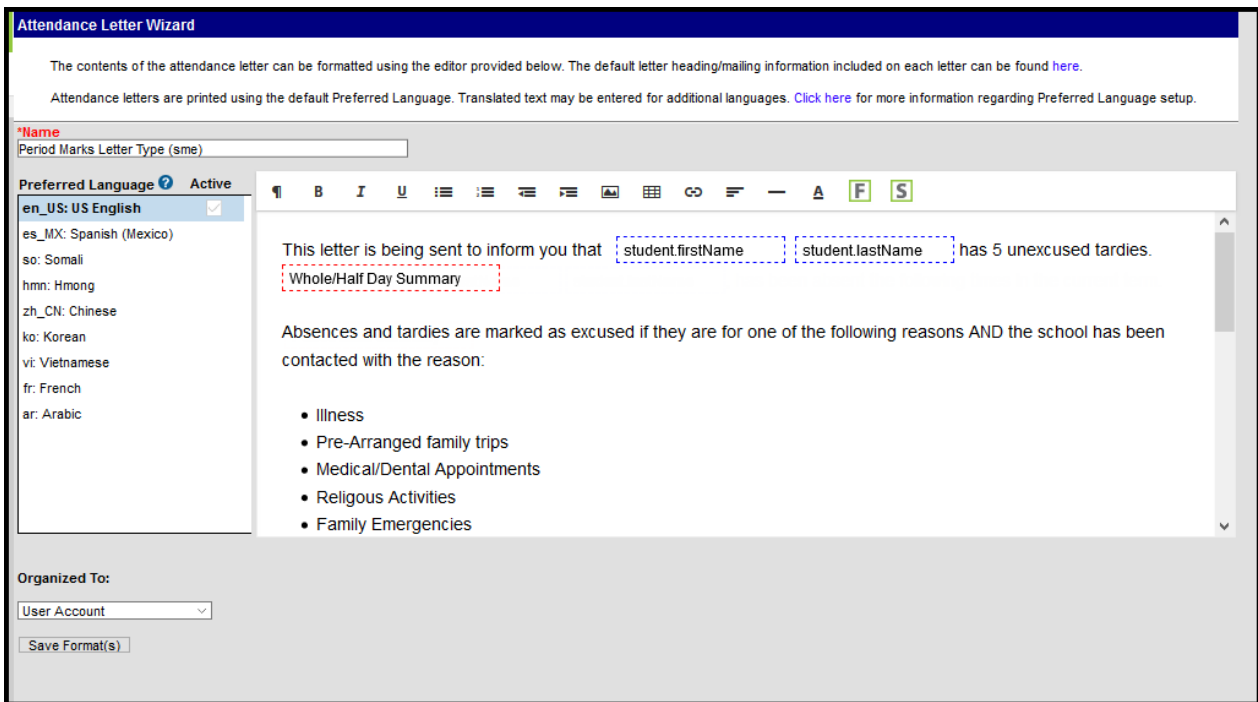 Attendance Letter Wizard
The contents of the attendance letter can be formatted using the editor provided below. The default letter heading/mailing information included on each letter can be found here.
Attendance letters are printed using the default Preferred Language. Translated text may be entered for additional languages. Click here for more information regarding Preferred Language setup.
*Name
Period Marks Letter Type (sme)
Preferred Language ? Active
en_US: US English
es_MX: Spanish (Mexico)
so: Somali
hmn: Hmong
zh_CN: Chinese
ko: Korean
vi: Vietnamese
fr: French
ar: Arabic
¶ B I U A F S
This letter is being sent to inform you that student.firstName student.lastName has 5 unexcused tardies.
Whole/Half Day Summary
Absences and tardies are marked as excused if they are for one of the following reasons AND the school has been
contacted with the reason:
• Illness
• Pre-Arranged family trips
• Medical/Dental Appointments
• Religous Activities
• Family Emergencies
Organized To:
User Account
Save Format(s)